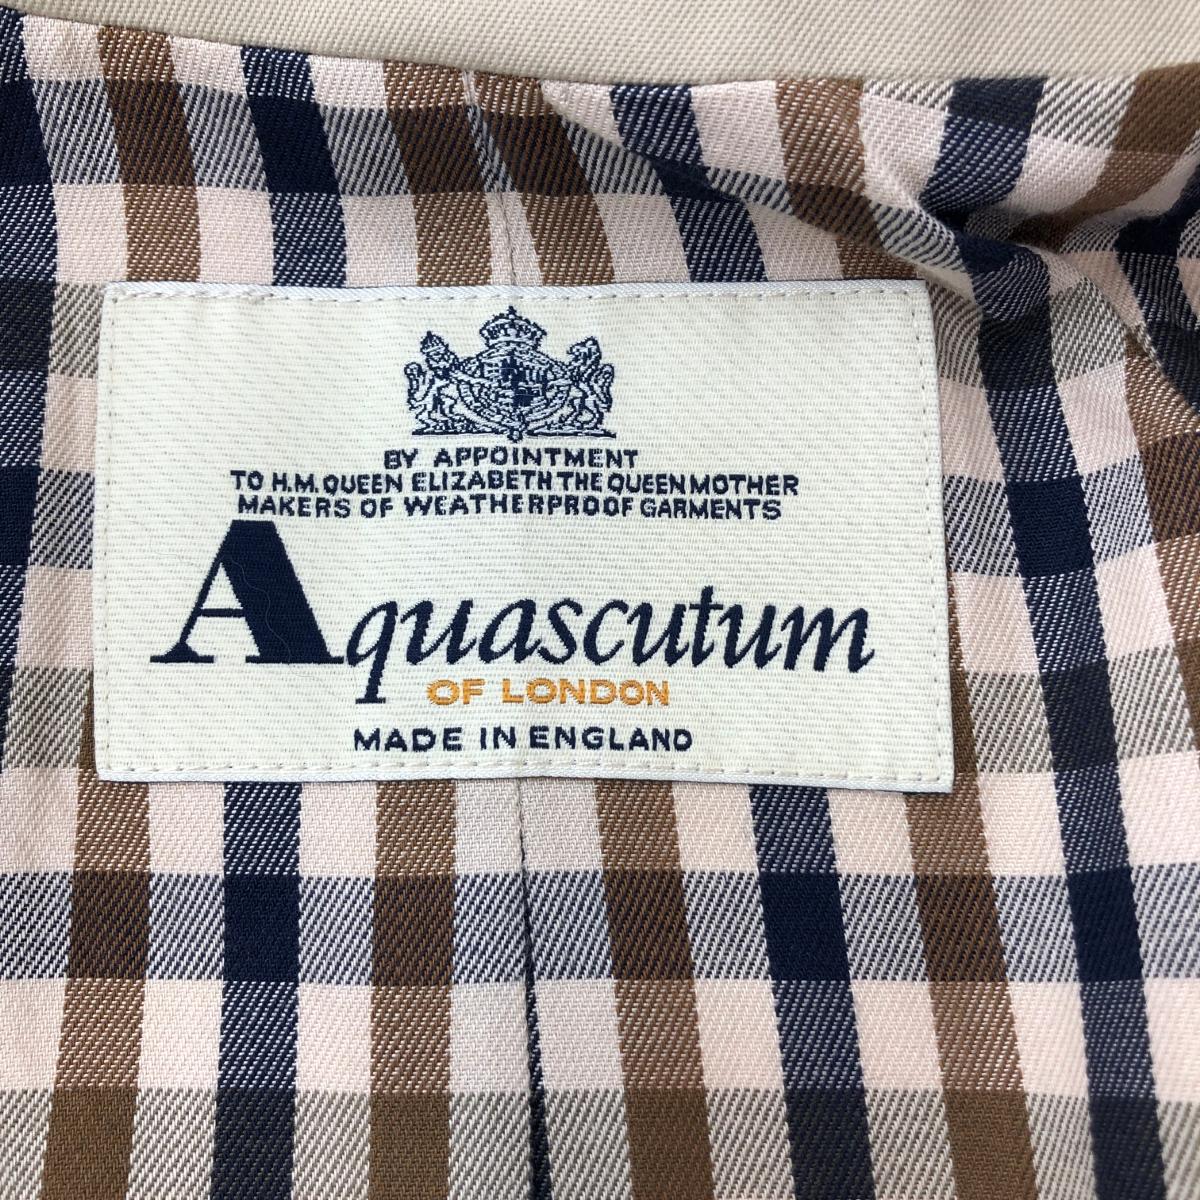 BY APPOINTMENT
TO H.M. QUEEN ELIZABETH THE QUEEN MOTHER
MAKERS OF WEATHERPROOF GARMENTS
Aquascutum
OF LONDON
MADE IN ENGLAND